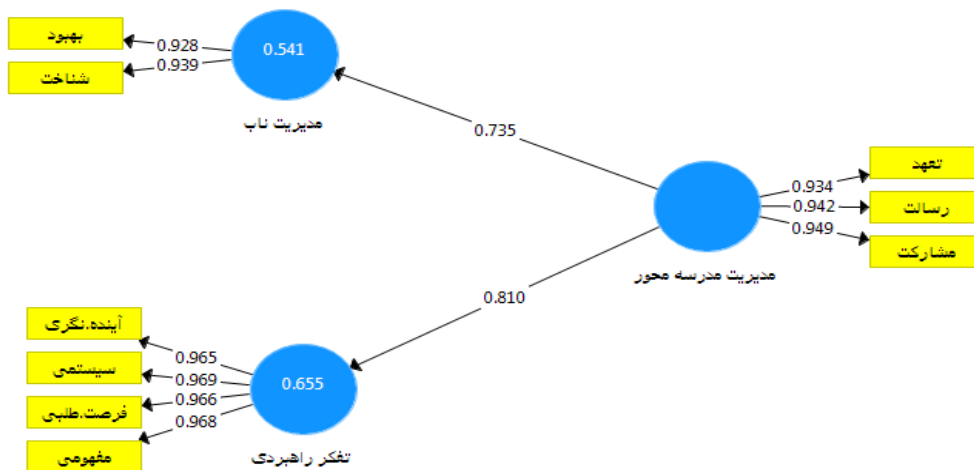 بهبود
0.928
شناخت
0.939
0.541
مدیریت ناب
0.735
تعهد
0.934
رسالت
0.942
مشارکت
0.949
مدیریت مدرسه محور
0.810
آینده.نگری
0.965
سیستمی
0.969
فرصت.طلبی
0.966
مفهومی
0.968
0.655
تفکر راهبردی